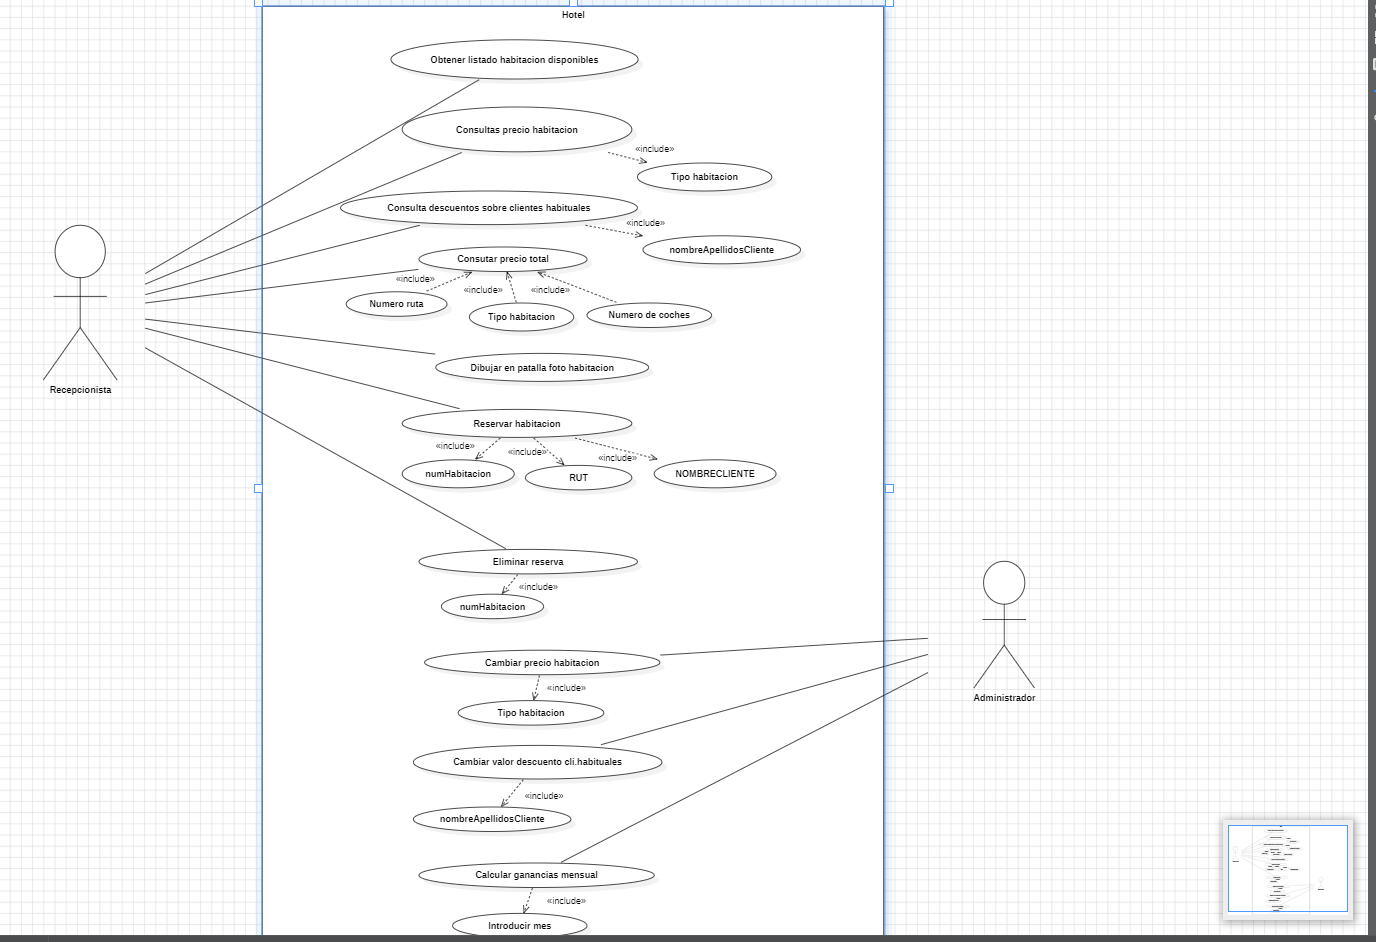 Hotel
Obtener listado habitacion disponibles
Consultas precio habitacion
«include»
Tipo habitacion
Consulta descuentos sobre clientes habituales
«include»
nombreApellidosCliente
Consutar precio total
«include»
«include»
«include»
Numero ruta
Tipo habitacion
Numero de coches
Dibujar en patalla foto habitacion
Recepcionista
Reservar habitacion
«include»
«include»
«include»
numHabitacion
RUT
NOMBRECLIENTE
Eliminar reserva
«include»
numHabitacion
Cambiar precio habitacion
«include»
Administrador
Tipo habitacion
Cambiar valor descuento cli.habituales
«include»
nombreApellidosCliente
Calcular ganancias mensual
«include»
Introducir mes